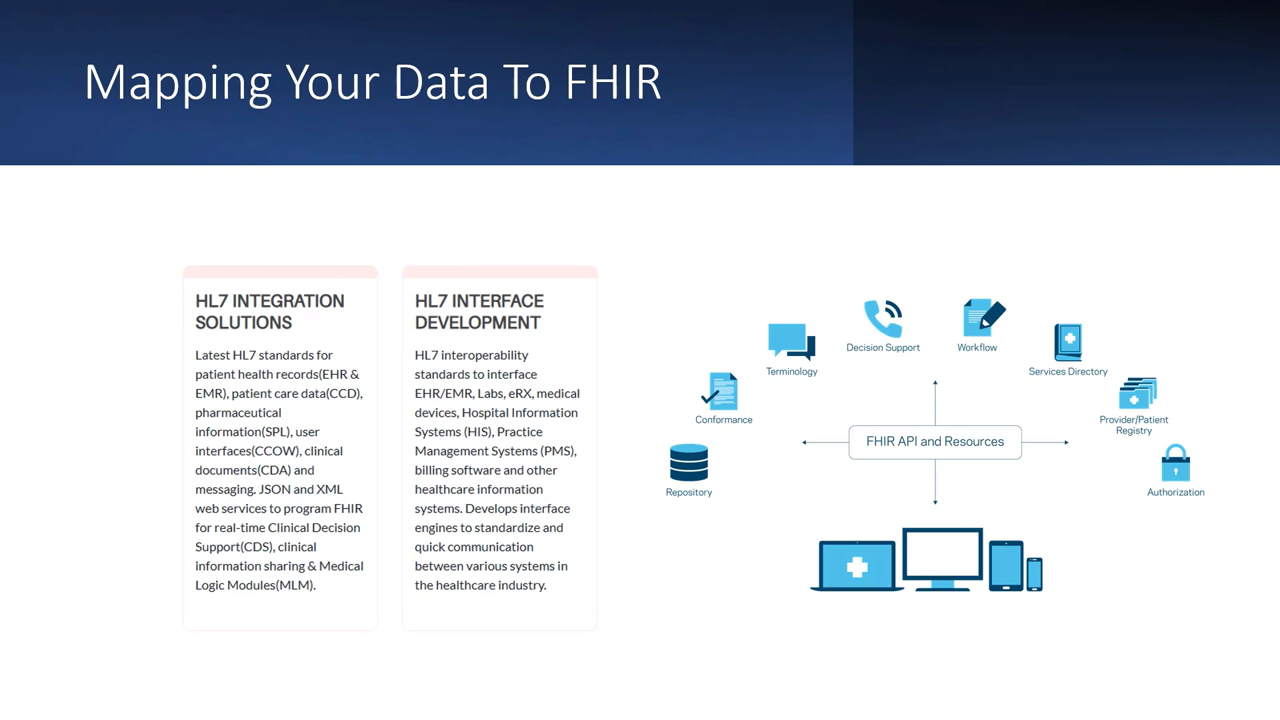 Mapping Your Data To FHIR
HL7 INTEGRATION
SOLUTIONS
Latest HL7 standards for
patient health records(EHR &
EMR), patient care data(CCD),
pharmaceutical
information(SPL), user
interfaces(CCOW), clinical
documents(CDA) and
messaging. JSON and XML
web services to program FHIR
for real-time Clinical Decision
Support(CDS), clinical
information sharing & Medical
Logic Modules(MLM).
HL7 INTERFACE
DEVELOPMENT
HL7 interoperability
standards to interface
EHR/EMR, Labs, eRX, medical
devices, Hospital Information
Systems (HIS), Practice
Management Systems (PMS),
billing software and other
healthcare information
systems. Develops interface
engines to standardize and
quick communication
between various systems in
the healthcare industry.
Repository
Conformance
Terminology
Decision Support
Workflow
Services Directory
Provider/Patient
Registry
Authorization
FHIR API and Resources